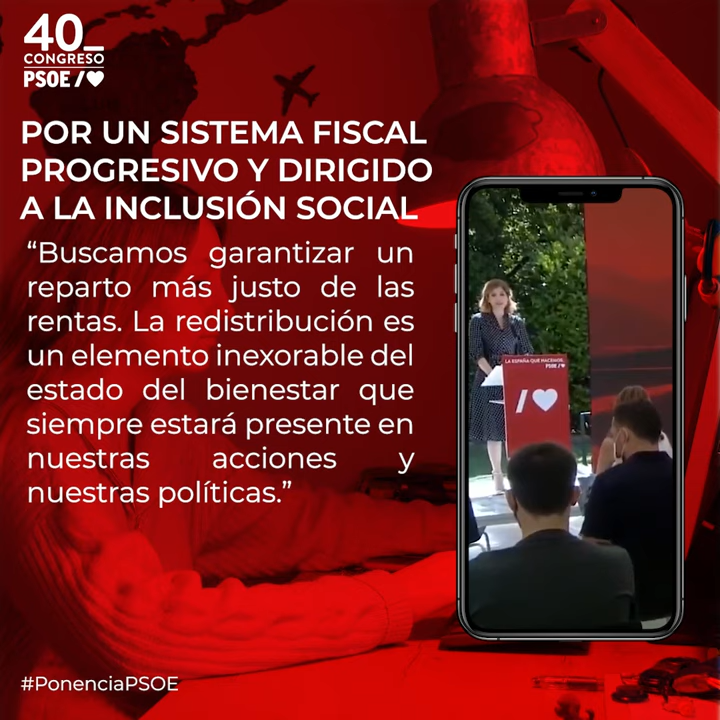 40_
CONGRESO
PSOE /
POR UN SISTEMA FISCAL
PROGRESIVO Y DIRIGIDO
A LA INCLUSIÓN SOCIAL
“Buscamos garantizar un
reparto más justo de las
rentas. La redistribución es
un elemento inexorable del
estado del bienestar que
siempre estará presente en
nuestras acciones y
nuestras políticas.”
LA ESPAÑA QUE HACEMOS.
PSOE /
/
#PonenciaPSOE